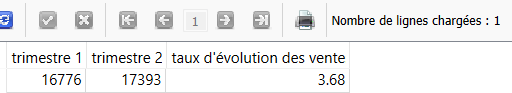 1
Nombre de lignes chargées : 1
trimestre 1 trimestre 2 taux d'évolution des vente
16776 17393 3.68